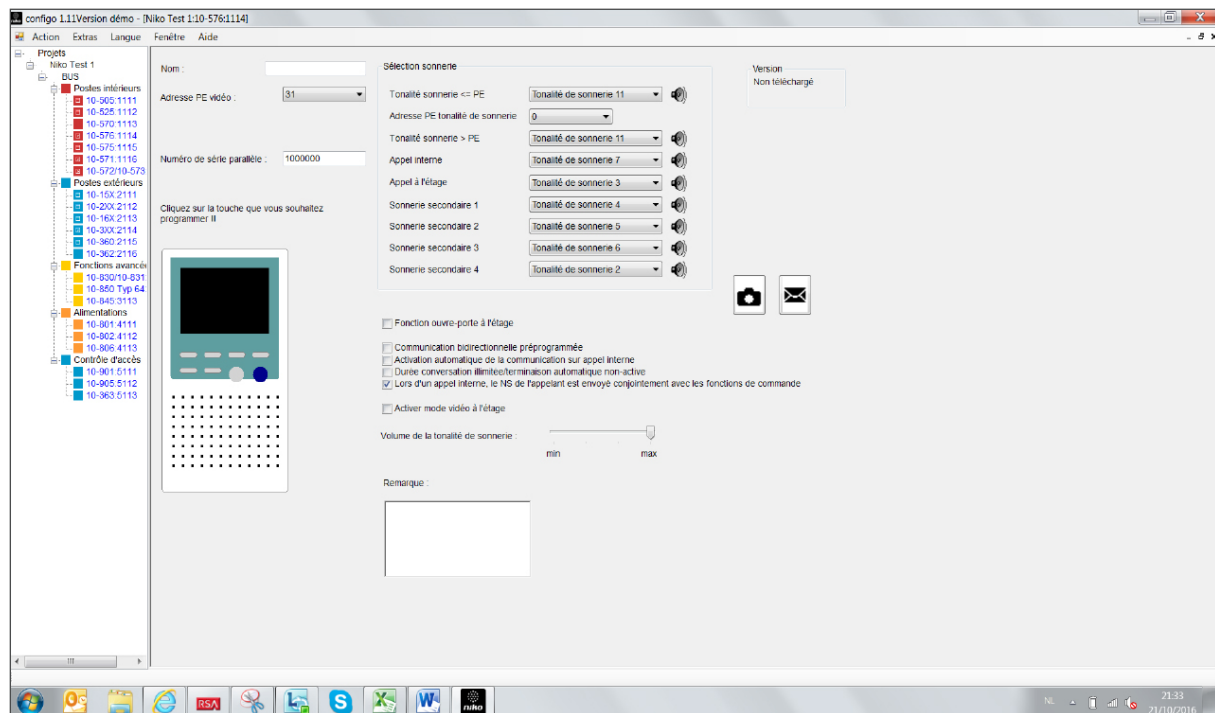 configo 1.11Version démo - [Niko Test 1:10-576:1114]
Action Extras Langue Fenêtre Aide
Projets
Niko Test 1
BUS
Postes intérieurs
10-505:1111
10-525:1112
10-570:1113
10-576:1114
10-575:1115
10-571:1116
10-572/10-573
Postes extérieurs
10-15X:2111
10-2XX:2112
10-16X:2113
10-3XX:2114
10-360:2115
10-362:2116
Fonctions avancé
10-830/10-831
10-850 Typ 64
10-845:3113
Alimentations
10-801:4111
10-802:4112
10-806:4113
Contrôle d'accès
10-901:5111
10-905:5112
10-363:5113
Nom :
Adresse PE vidéo : 31
Numéro de série parallèle : 1000000
Cliquez sur la touche que vous souhaitez
programmer !!
Sélection sonnerie
Tonalité sonnerie <= PE Tonalité de sonnerie 11
Adresse PE tonalité de sonnerie 0
Tonalité sonnerie > PE Tonalité de sonnerie 11
Appel interne Tonalité de sonnerie 7
Appel à l'étage Tonalité de sonnerie 3
Sonnerie secondaire 1 Tonalité de sonnerie 4
Sonnerie secondaire 2 Tonalité de sonnerie 5
Sonnerie secondaire 3 Tonalité de sonnerie 6
Sonnerie secondaire 4 Tonalité de sonnerie 2
Version
Non téléchargé
Fonction ouvre-porte à l'étage
Communication bidirectionnelle préprogrammée
Activation automatique de la communication sur appel interne
Durée conversation illimitée/terminaison automatique non-active
Lors d'un appel interne, le NS de l'appelant est envoyé conjointement avec les fonctions de commande
Activer mode vidéo à l'étage
Volume de la tonalité de sonnerie :
min max
Remarque :
RSA
niko
NL
21:33
21/10/2016